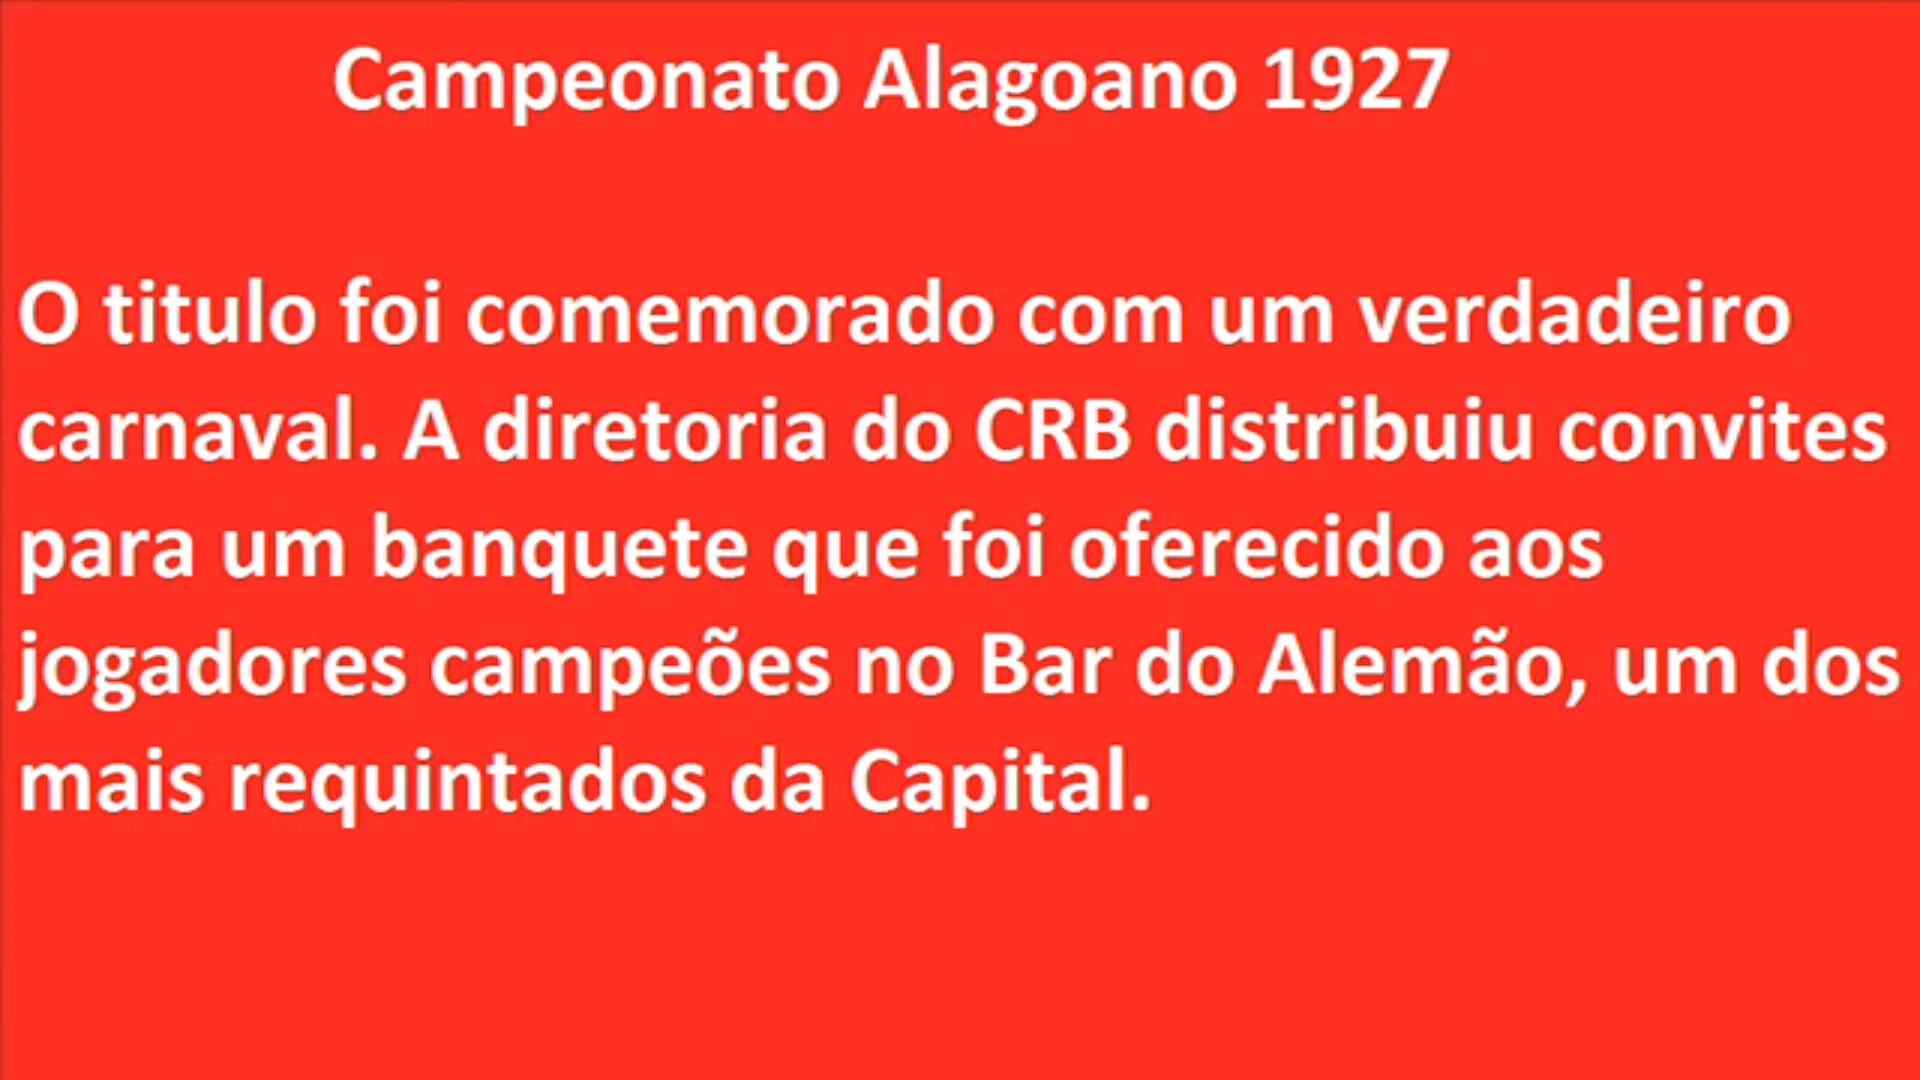 Campeonato Alagoano 1927
O titulo foi comemorado com um verdadeiro
carnaval. A diretoria do CRB distribuiu convites
para um banquete que foi oferecido aos
jogadores campeões no Bar do Alemão, um dos
mais requintados da Capital.